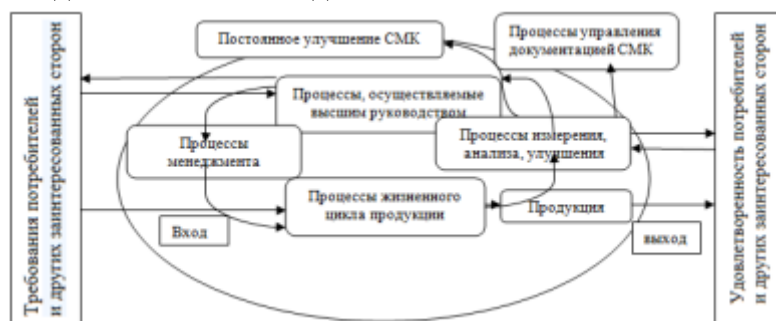 Требования потребителей
и других заинтересованных сторон
Постоянное улучшение СМК
Процессы управления
документацией СМК
Процессы, осуществляемые
высшим руководством
Процессы
менеджмента
Процессы измерения,
анализа, улучшения
Процессы жизненного
цикла продукции
Продукция
Вход
выход
Удовлетворенность потребителей
и других заинтересованных сторон